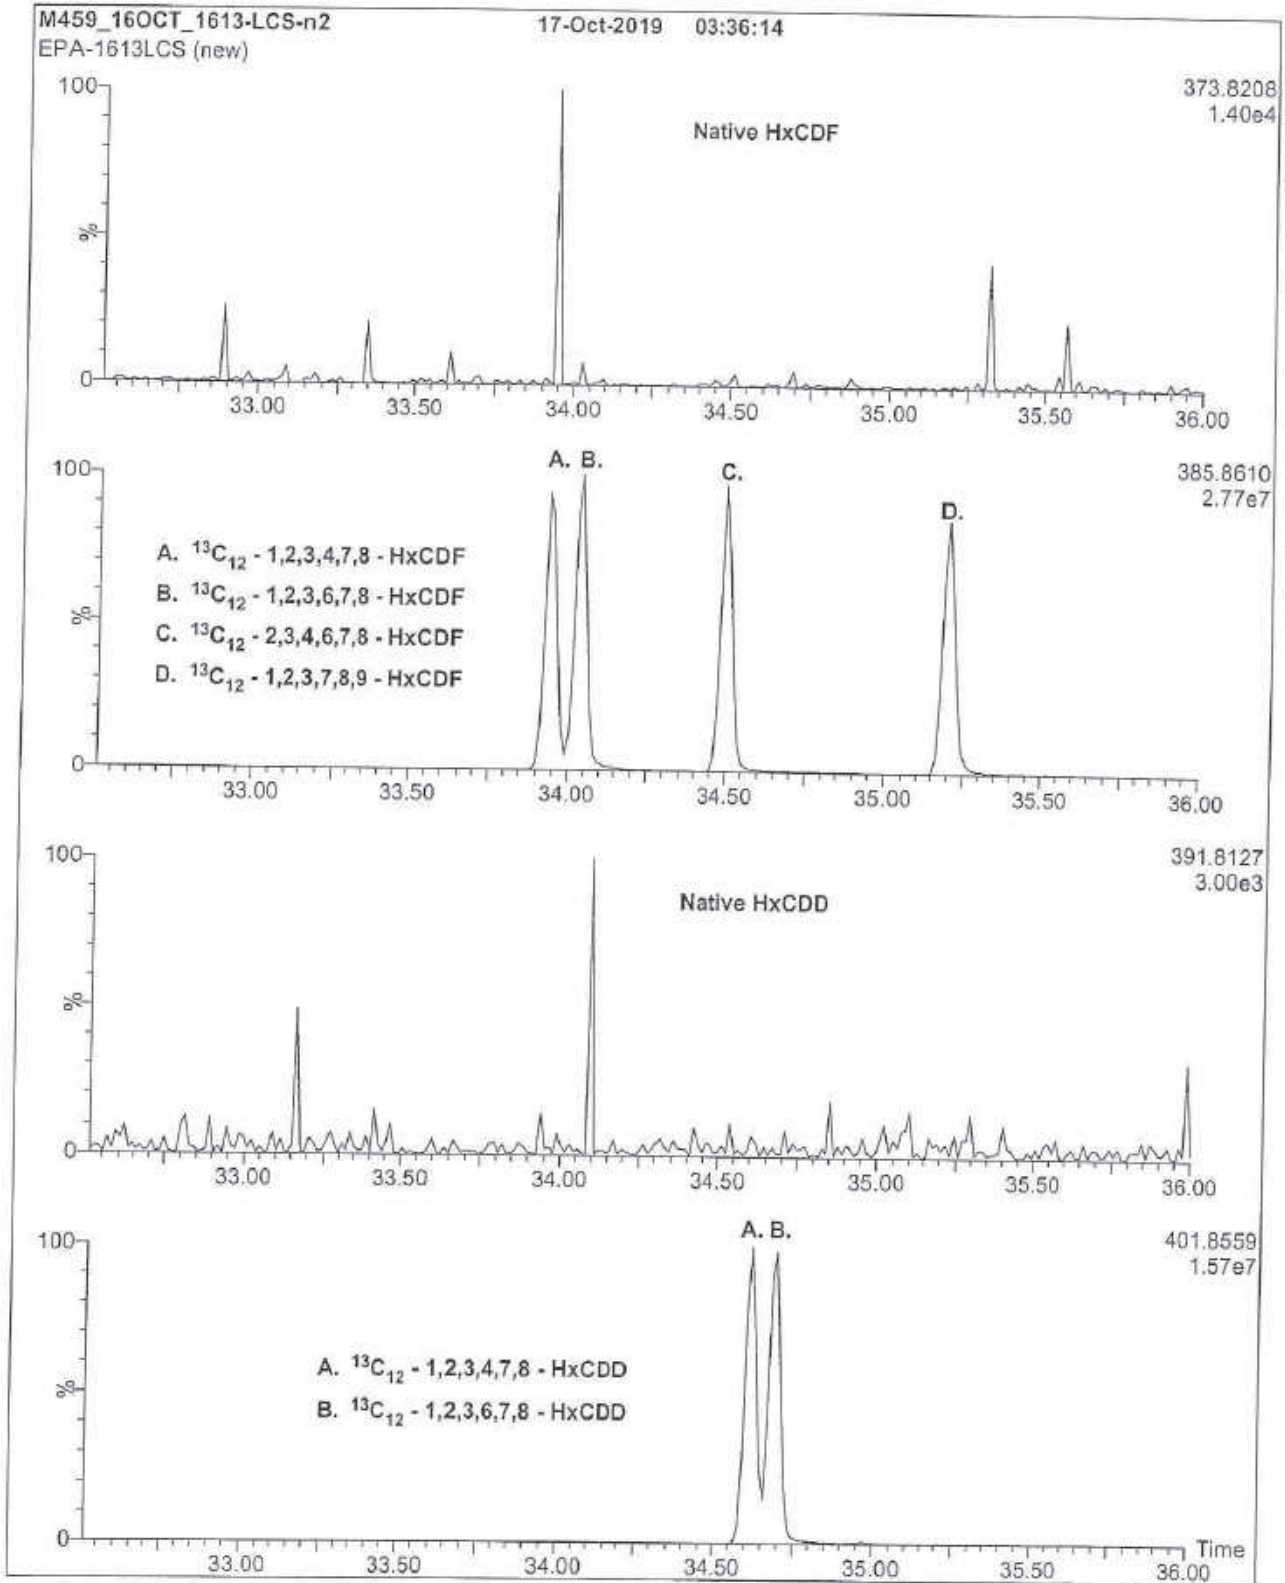 M459_16OCT_1613-LCS-n2 17-Oct-2019 03:36:14
EPA-1613LCS (new)
373.8208
1.40e4
100
Native HxCDF
%
0
33.00 33.50 34.00 34.50 35.00 35.50 36.00
A. B. C. D.
385.8610
2.77e7
100
A. ¹³C₁₂ - 1,2,3,4,7,8 - HxCDF
B. ¹³C₁₂ - 1,2,3,6,7,8 - HxCDF
C. ¹³C₁₂ - 2,3,4,6,7,8 - HxCDF
D. ¹³C₁₂ - 1,2,3,7,8,9 - HxCDF
%
0
33.00 33.50 34.00 34.50 35.00 35.50 36.00
391.8127
3.00e3
100
Native HxCDD
%
0
33.00 33.50 34.00 34.50 35.00 35.50 36.00
A. B.
401.8559
1.57e7
100
A. ¹³C₁₂ - 1,2,3,4,7,8 - HxCDD
B. ¹³C₁₂ - 1,2,3,6,7,8 - HxCDD
%
0
Time
33.00 33.50 34.00 34.50 35.00 35.50 36.00